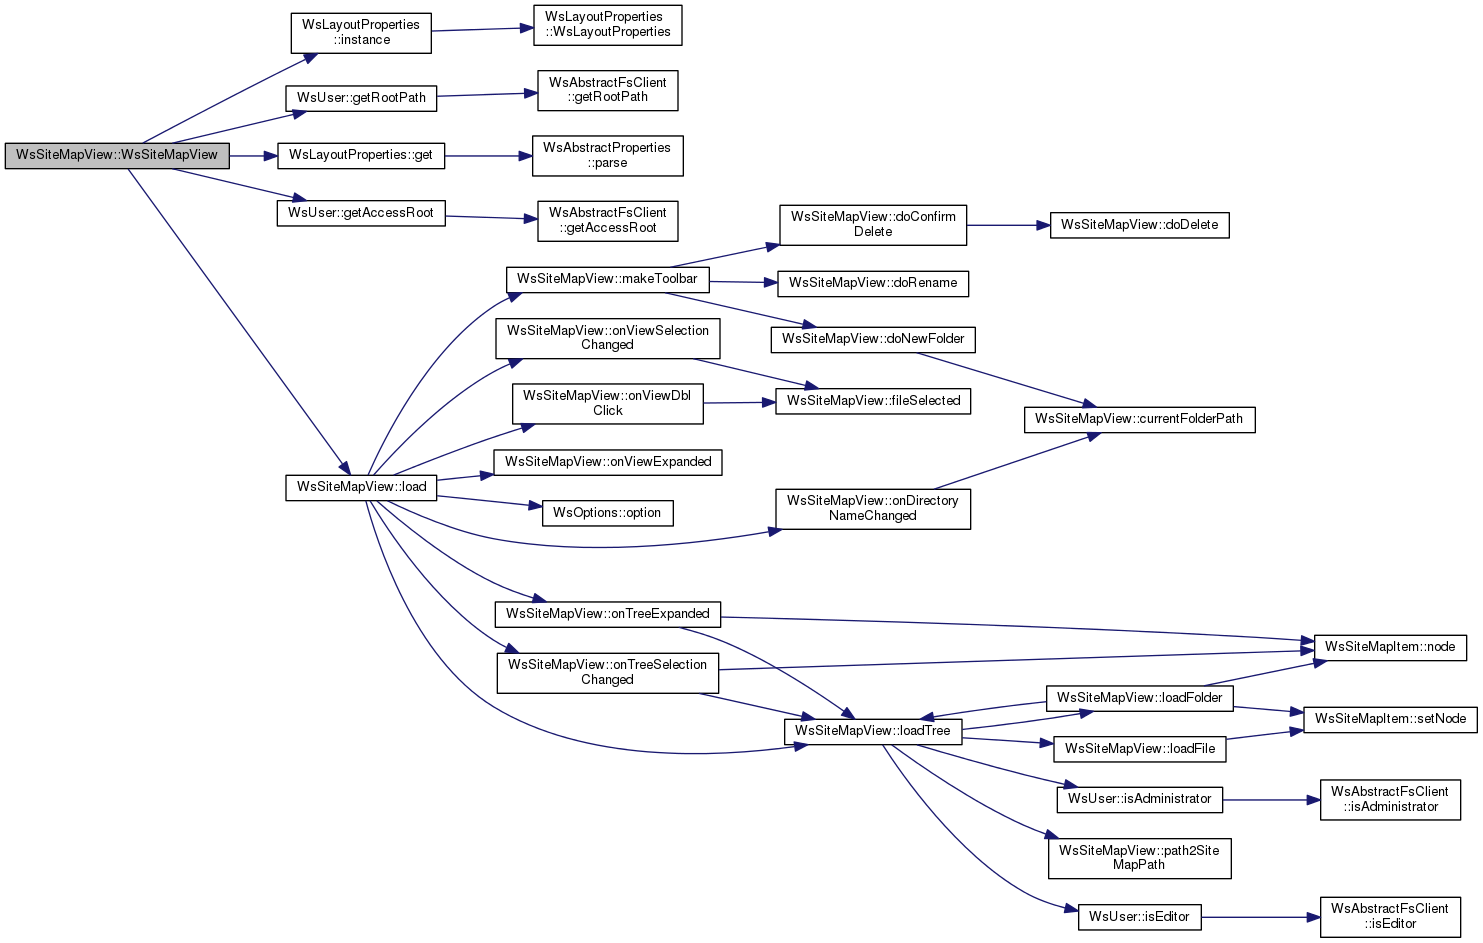 WsSiteMapView::WsSiteMapView
WsLayoutProperties
::instance
WsLayoutProperties
::WsLayoutProperties
WsUser::getRootPath
WsAbstractFsClient
::getRootPath
WsLayoutProperties::get
WsAbstractProperties
::parse
WsUser::getAccessRoot
WsAbstractFsClient
::getAccessRoot
WsSiteMapView::load
WsSiteMapView::makeToolbar
WsSiteMapView::doConfirm
Delete
WsSiteMapView::doDelete
WsSiteMapView::doRename
WsSiteMapView::doNewFolder
WsSiteMapView::onViewSelection
Changed
WsSiteMapView::onViewDbl
Click
WsSiteMapView::fileSelected
WsSiteMapView::currentFolderPath
WsSiteMapView::onViewExpanded
WsOptions::option
WsSiteMapView::onDirectory
NameChanged
WsSiteMapView::onTreeExpanded
WsSiteMapView::onTreeSelection
Changed
WsSiteMapItem::node
WsSiteMapView::loadTree
WsSiteMapView::loadFolder
WsSiteMapItem::setNode
WsSiteMapView::loadFile
WsUser::isAdministrator
WsAbstractFsClient
::isAdministrator
WsSiteMapView::path2Site
MapPath
WsUser::isEditor
WsAbstractFsClient
::isEditor